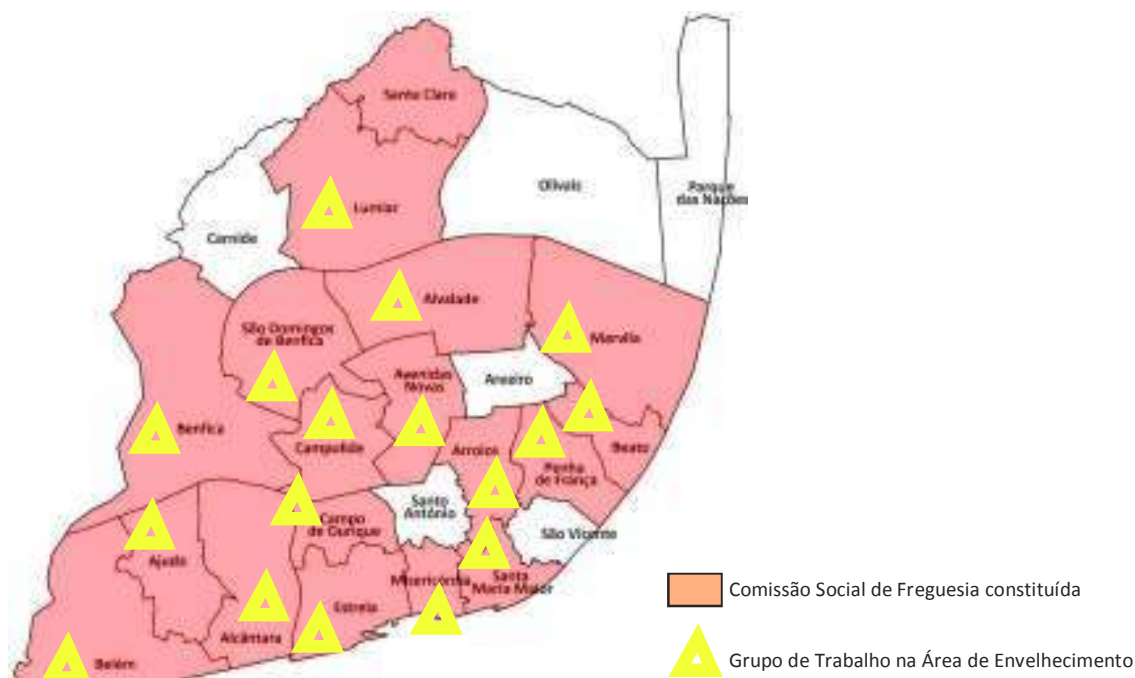 Santa Clara
Olivais
Parque
das Nações
Lumiar
Carnide
Alvalade
São Domingos
de Benfica
Marvila
Avenidas
Novas
Areeiro
Benfica
Campolide
Arroios
Beato
Penha
de França
Santo
António
Campo
de Ourique
São Vicente
Ajuda
Misericórdia
Santa
Maria Maior
Estrela
Alcântara
Belém
Comissão Social de Freguesia constituída
Grupo de Trabalho na Área de Envelhecimento